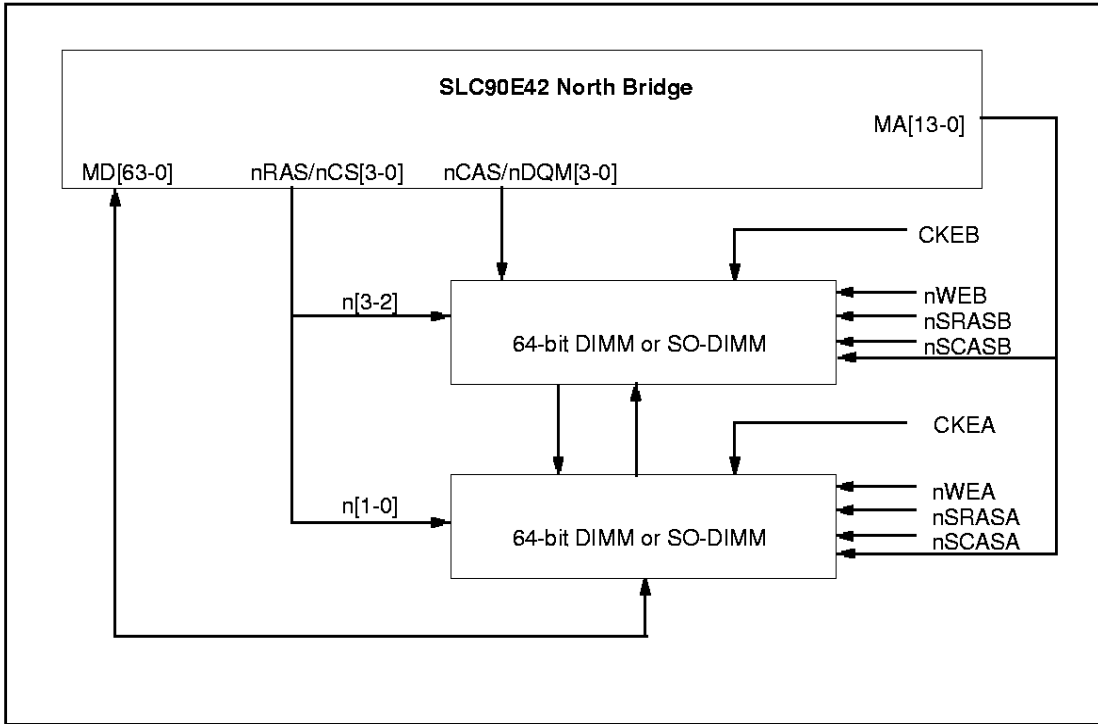 SLC90E42 North Bridge
MA[13-0]
MD[63-0] nRAS/nCS[3-0] nCAS/nDQM[3-0]
CKEB
n[3-2]
nWEB
nSRASB
64-bit DIMM or SO-DIMM
nSCASB
CKEA
n[1-0]
nWEA
nSRASA
64-bit DIMM or SO-DIMM
nSCASA